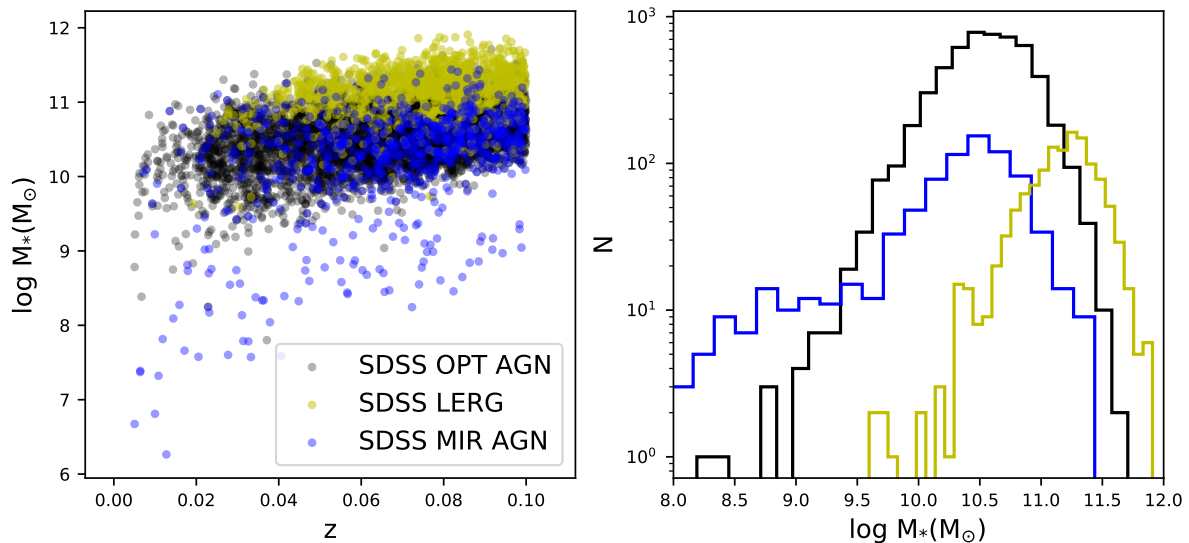 12
11
10
9
8
7
6
log M*(M⊙)
0.00 0.02 0.04 0.06 0.08 0.10
z
SDSS OPT AGN
SDSS LERG
SDSS MIR AGN
10³
10²
10¹
10⁰
N
8.0 8.5 9.0 9.5 10.0 10.5 11.0 11.5 12.0
log M*(M⊙)